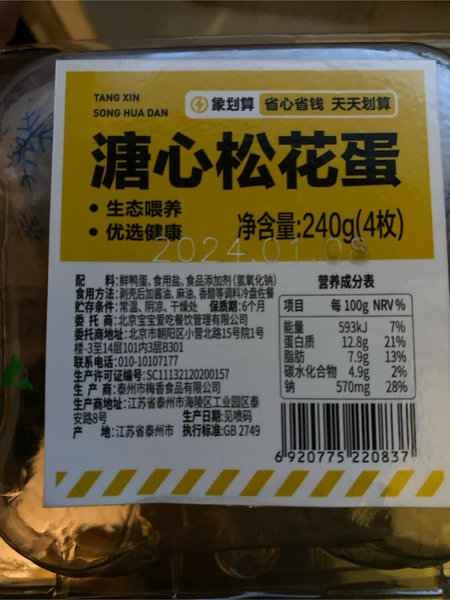 TANG XIN
SONG HUA DAN
象划算 省心省钱 天天划算
溏心松花蛋
• 生态喂养
• 优选健康
净含量:240g(4枚)
2024.01.08
配料:鲜鸭蛋、食用盐、食品添加剂(氢氧化钠)
食用方法:剥壳后加酱油、麻油、香醋等调料冷盘佐餐
贮存条件:常温、阴凉、干燥处 保质期:6个月
委托商:北京宝宝爱吃餐饮管理有限公司
委托商地址:北京市朝阳区小营北路15号院1号
楼-3至14层101内3层B301
联系方式:010-10107177
生产许可证编号:SC11132120200157
生产商:泰州市梅香食品有限公司
生产商地址:江苏省泰州市海陵区工业园区泰
安路8号 生产日期:见喷码
产地:江苏省泰州市 执行标准:GB 2749
营养成分表
项目 每100g NRV%
能量 593kJ 7%
蛋白质 12.8g 21%
脂肪 7.9g 13%
碳水化合物 4.9g 2%
钠 570mg 28%
6 920775 220837